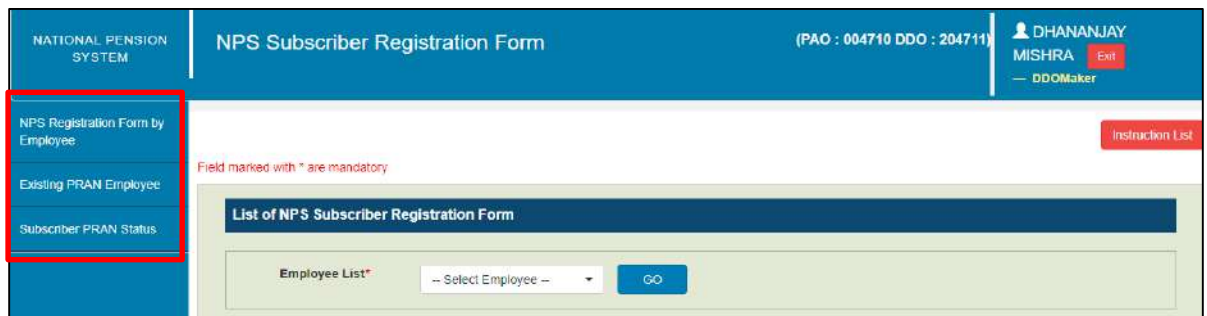 NATIONAL PENSION
SYSTEM
NPS Subscriber Registration Form
(PAO : 004710 DDO : 204711)
DHANANJAY
MISHRA Exit
— DDOMaker
NPS Registration Form by
Employee
Existing PRAN Employee
Subscriber PRAN Status
Instruction List
Field marked with * are mandatory
List of NPS Subscriber Registration Form
Employee List* -- Select Employee -- GO